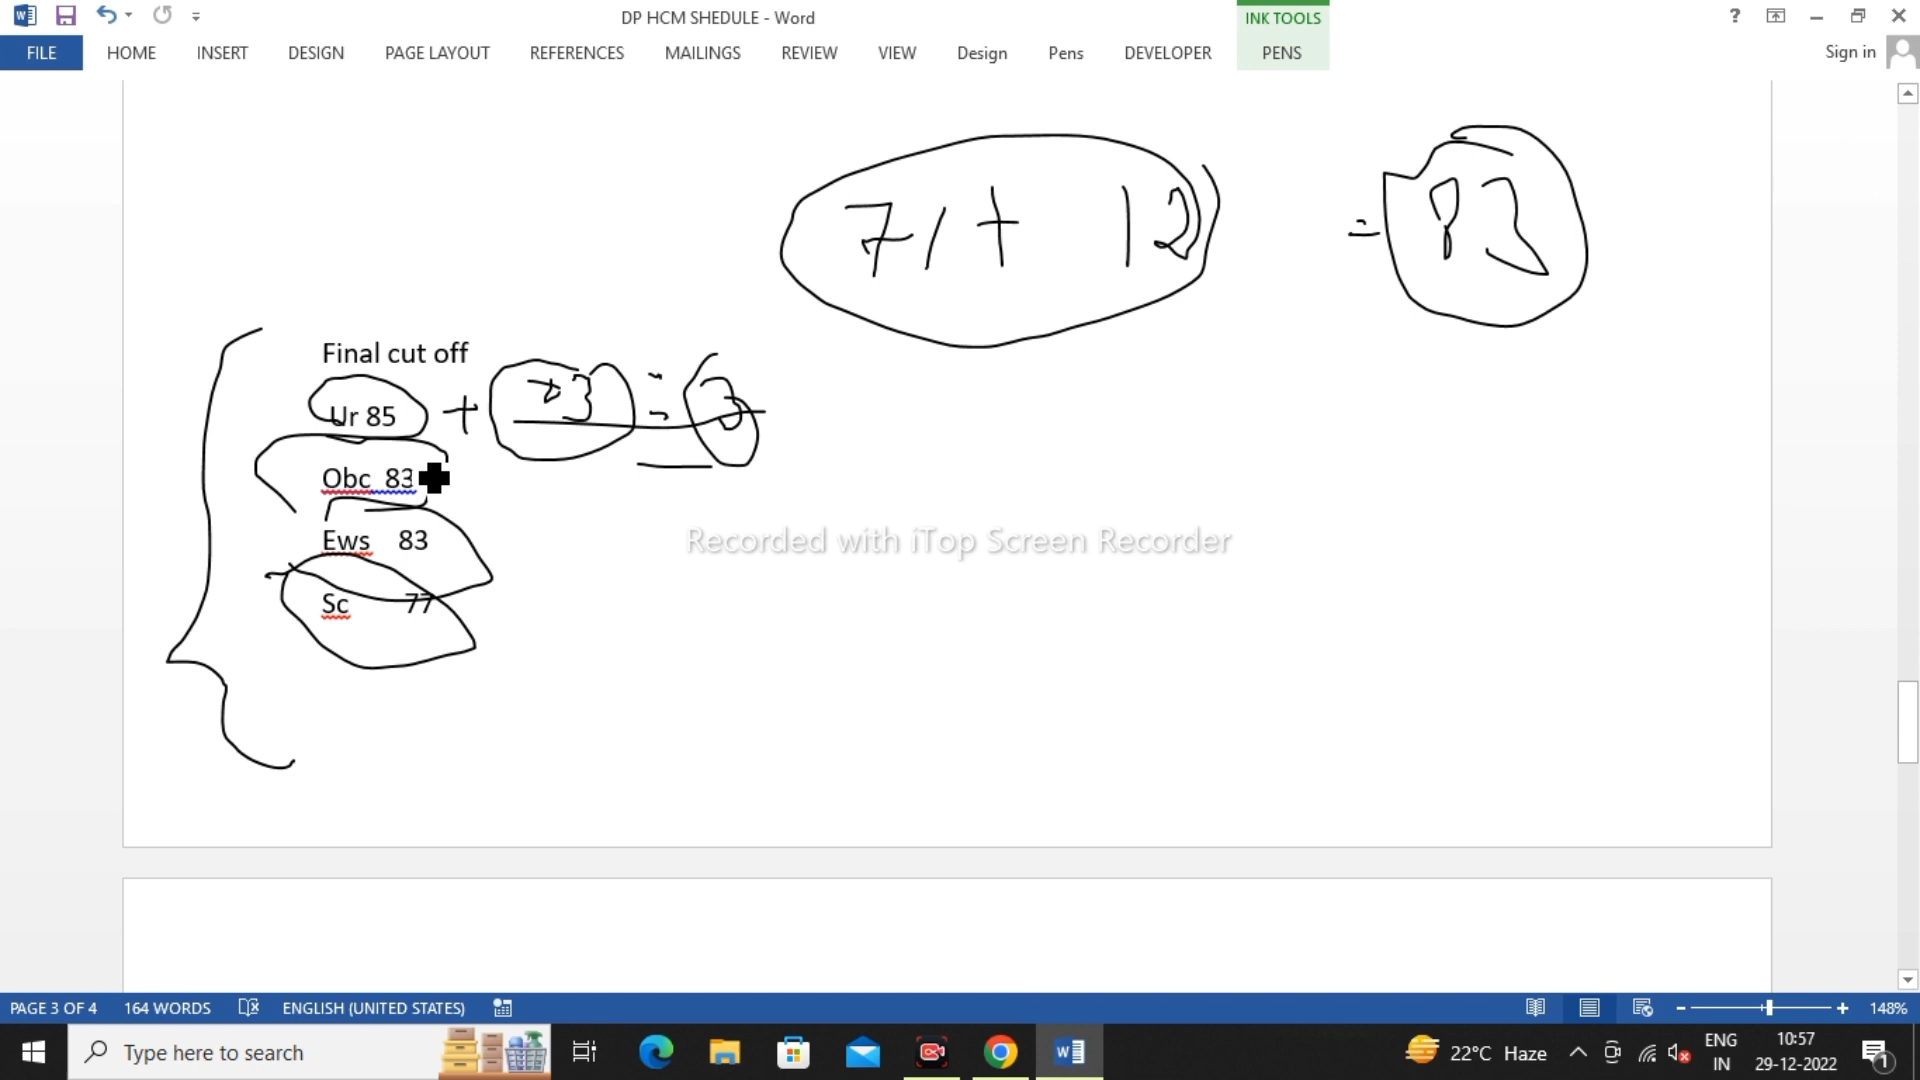 DP HCM SHEDULE - Word
INK TOOLS
?
FILE HOME INSERT DESIGN PAGE LAYOUT REFERENCES MAILINGS REVIEW VIEW Design Pens DEVELOPER PENS
Sign in
71+ 12 = 83
Final cut off
Ur 85 +
Obc 83
Ews 83
Sc 77
Recorded with iTop Screen Recorder
PAGE 3 OF 4 164 WORDS ENGLISH (UNITED STATES) 148%
Type here to search
22°C Haze
ENG
IN
10:57
29-12-2022
1